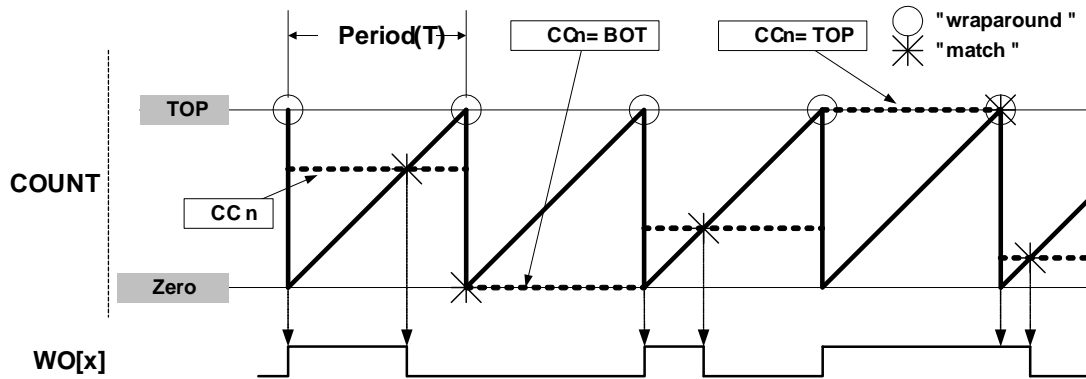 Period(T)
CCn= BOT
CCn= TOP
"wraparound "
"match "
TOP
COUNT
CC n
Zero
WO[x]